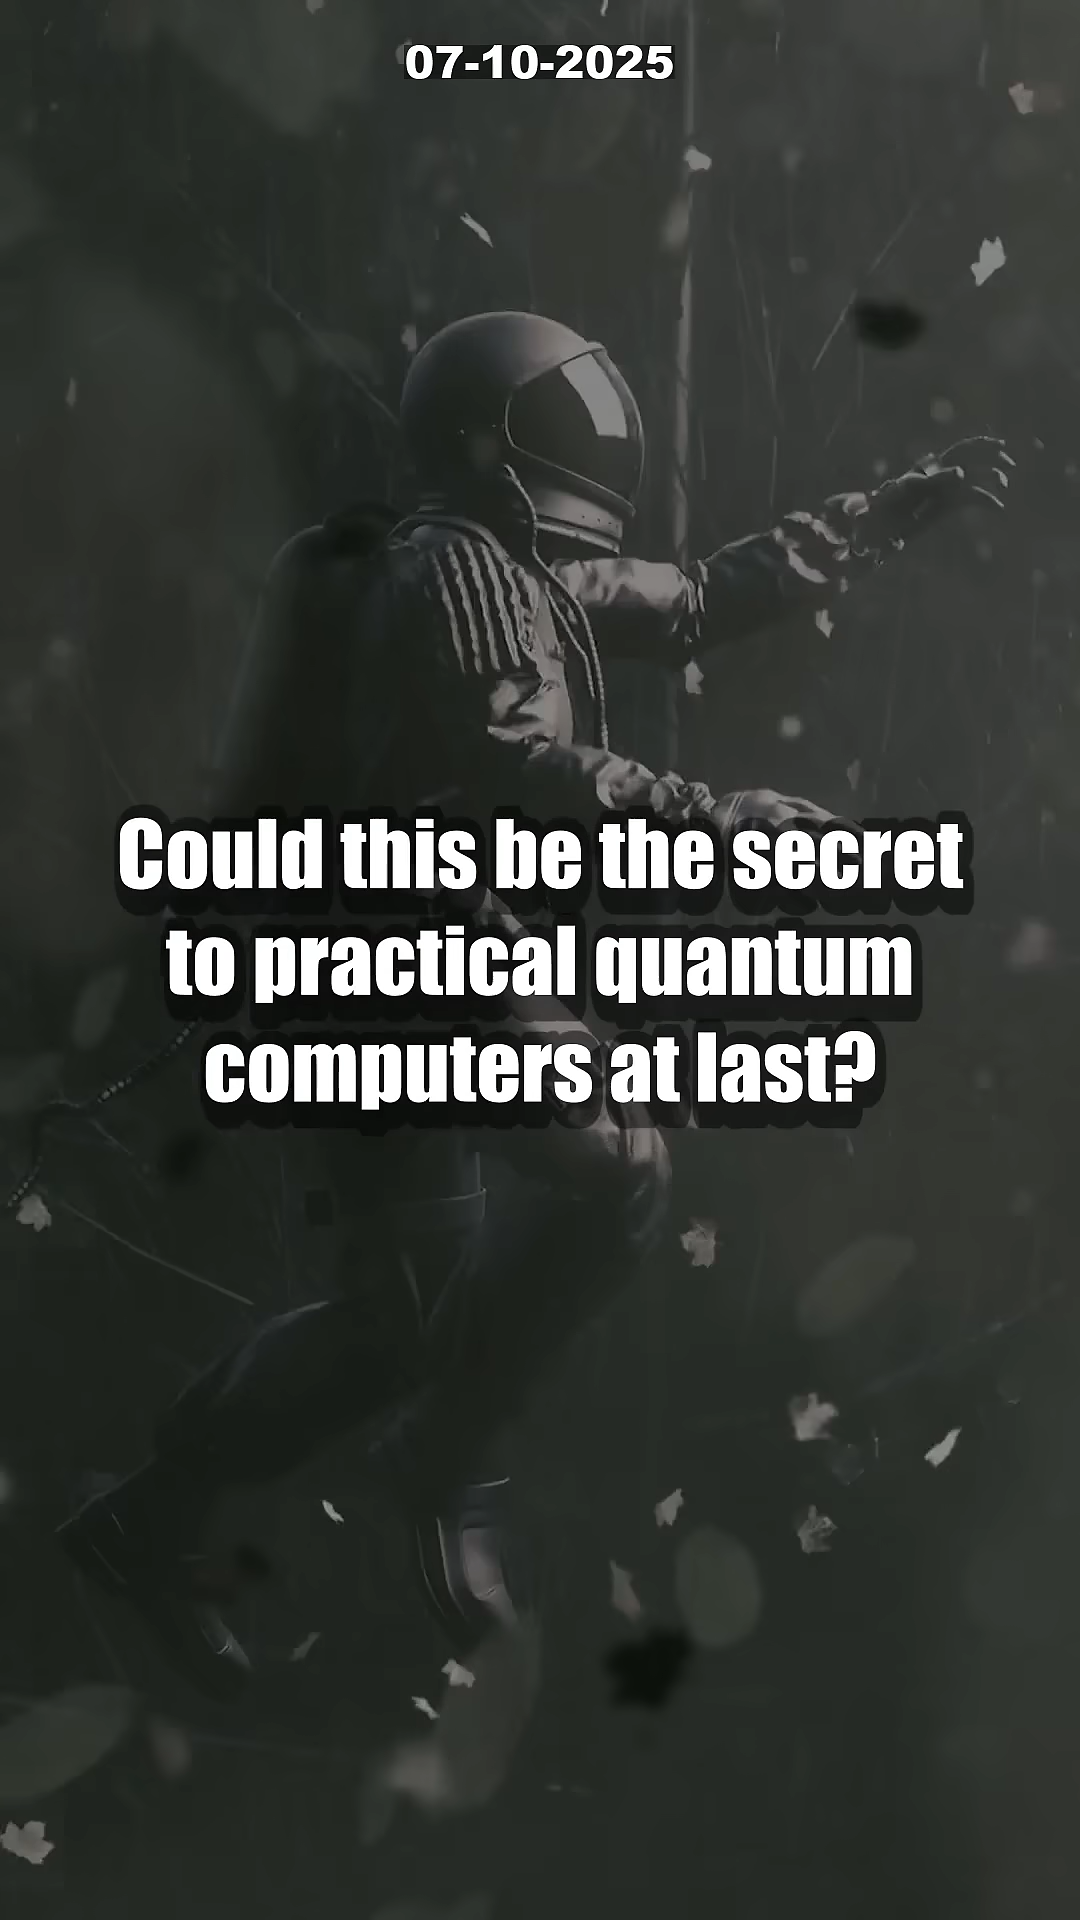 07-10-2025
Could this be the secret
to practical quantum
computers at last?